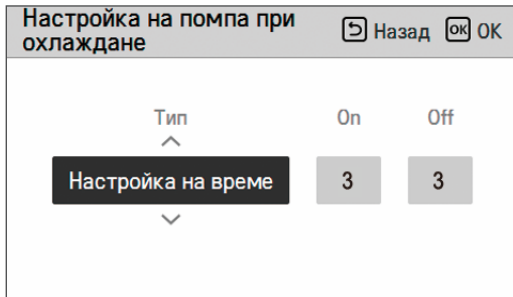 Настройка на помпа при
охлаждане
Назад OK OK
Тип On Off
Настройка на време 3 3